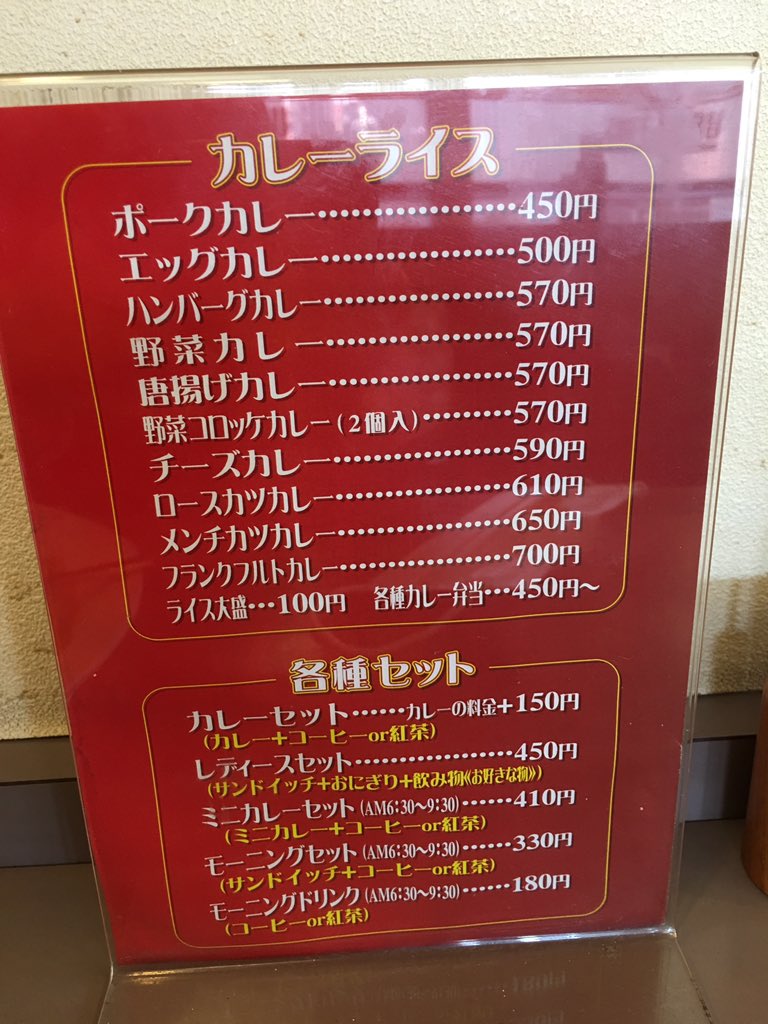 カレーライス
ポークカレー………………450円
エッグカレー………………500円
ハンバーグカレー………………570円
野菜カレー………………570円
唐揚げカレー………………570円
野菜コロッケカレー(2個入)………570円
チーズカレー………………590円
ロースカツカレー………………610円
メンチカツカレー………………650円
フランクフルトカレー………………700円
ライス大盛…100円 各種カレー弁当…450円〜
各種セット
カレーセット……カレーの料金+150円
(カレー+コーヒーor紅茶)
レディースセット………………450円
(サンドイッチ+おにぎり+飲み物《お好きな物》)
ミニカレーセット(AM6:30〜9:30)……410円
(ミニカレー+コーヒーor紅茶)
モーニングセット(AM6:30〜9:30)……330円
(サンドイッチ+コーヒーor紅茶)
モーニングドリンク(AM6:30〜9:30)……180円
(コーヒーor紅茶)